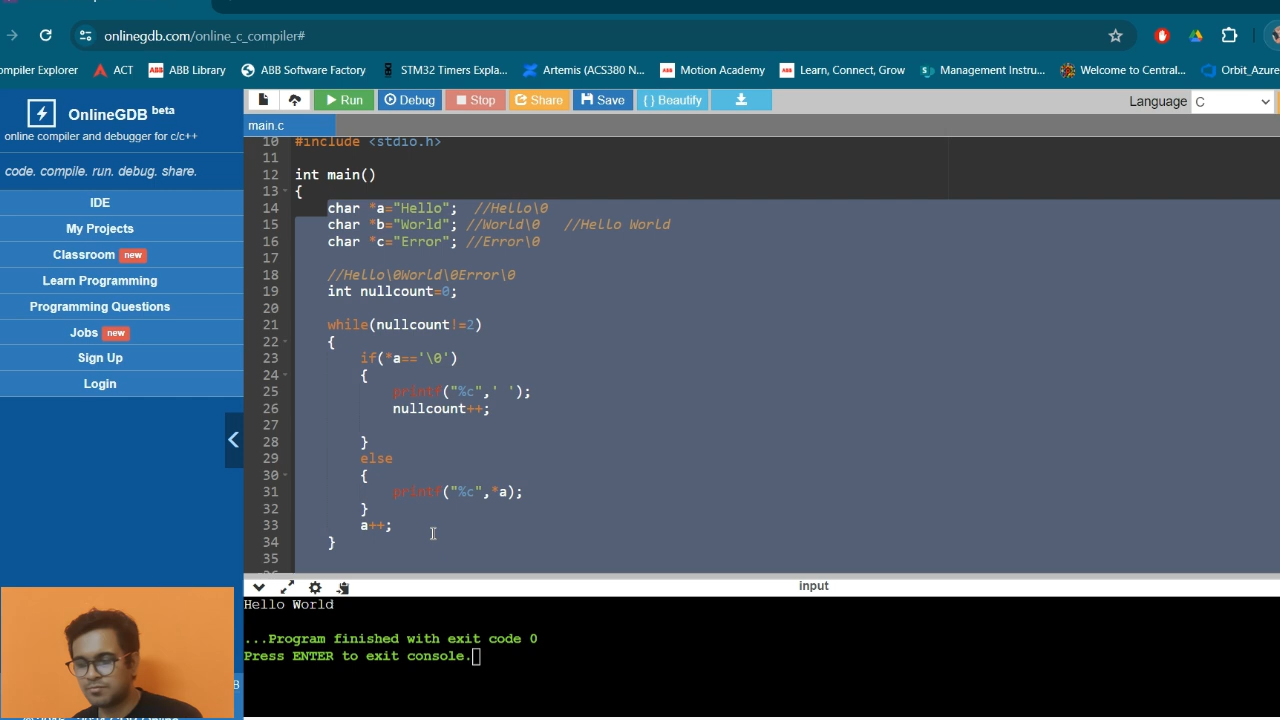 onlinegdb.com/online_c_compiler#
ompiler Explorer ACT ABB Library ABB Software Factory STM32 Timers Expla... Artemis (ACS380 N... Motion Academy Learn, Connect, Grow Management Instru... Welcome to Central... Orbit_Azure
OnlineGDB beta
online compiler and debugger for c/c++
code. compile. run. debug. share.
IDE
My Projects
Classroom new
Learn Programming
Programming Questions
Jobs new
Sign Up
Login
Run Debug Stop Share Save { } Beautify
Language C
main.c
10 #include <stdio.h>
11
12 int main()
13 {
14 char *a="Hello"; //Hello\0
15 char *b="World"; //World\0 //Hello World
16 char *c="Error"; //Error\0
17
18 //Hello\0World\0Error\0
19 int nullcount=0;
20
21 while(nullcount!=2)
22 {
23 if(*a=='\0')
24 {
25 printf("%c",' ');
26 nullcount++;
27
28 }
29 else
30 {
31 printf("%c",*a);
32 }
33 a++;
34 }
35
input
Hello World
...Program finished with exit code 0
Press ENTER to exit console.